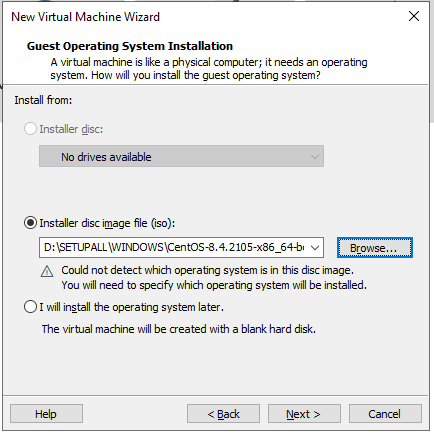 New Virtual Machine Wizard
Guest Operating System Installation
A virtual machine is like a physical computer; it needs an operating
system. How will you install the guest operating system?
Install from:
Installer disc:
No drives available
Installer disc image file (iso):
D:\SETUPALL\WINDOWS\CentOS-8.4.2105-x86_64-bo
Browse...
Could not detect which operating system is in this disc image.
You will need to specify which operating system will be installed.
I will install the operating system later.
The virtual machine will be created with a blank hard disk.
Help
< Back
Next >
Cancel